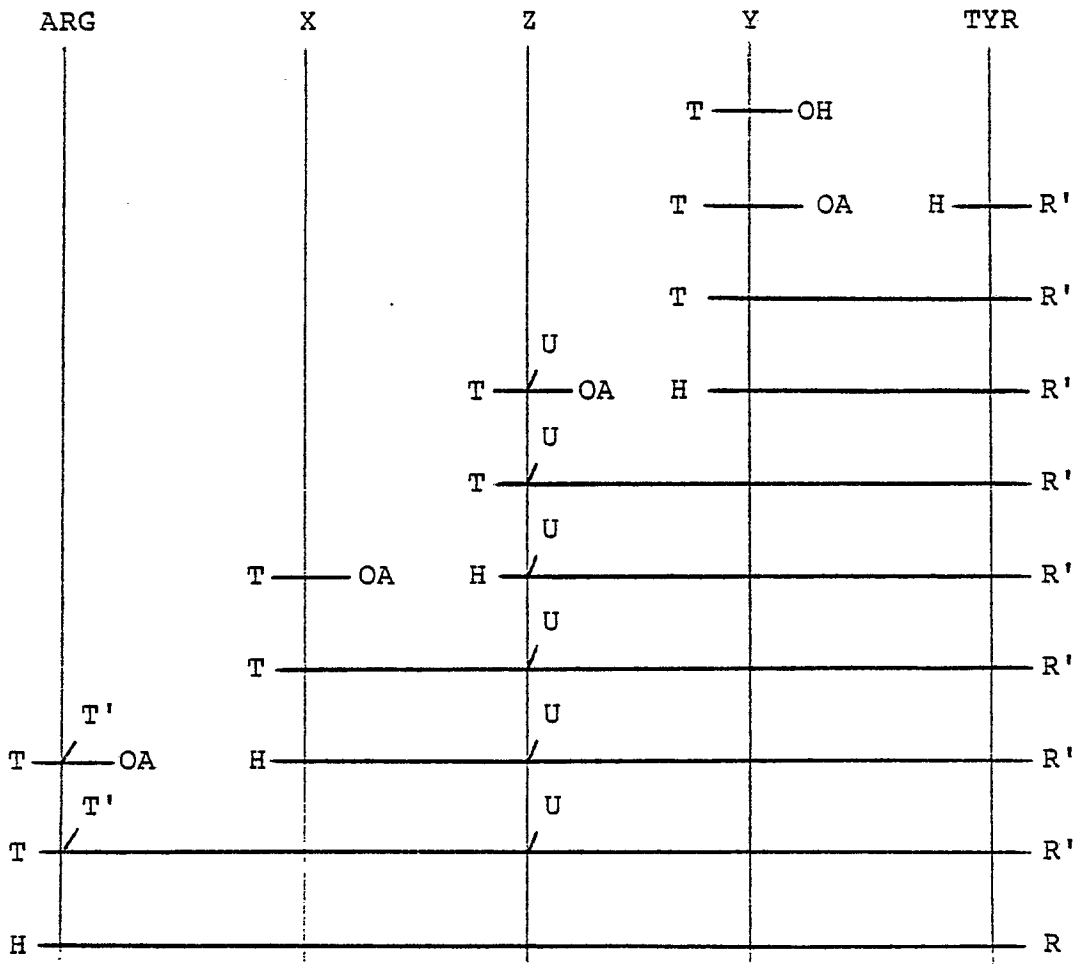 ARG X Z Y TYR
T OH
T OA H R'
T R'
U
T OA H R'
U
T R'
U
T OA H R'
U
T R'
T' U
T OA H R'
T' U
T R'
H R